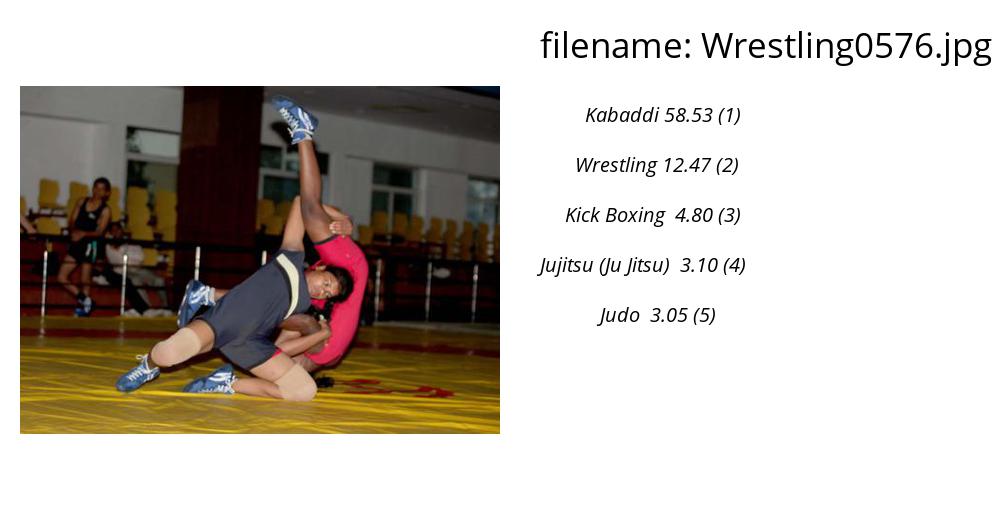 filename: Wrestling0576.jpg
Kabaddi 58.53 (1)
Wrestling 12.47 (2)
Kick Boxing 4.80 (3)
Jujitsu (Ju Jitsu) 3.10 (4)
Judo 3.05 (5)